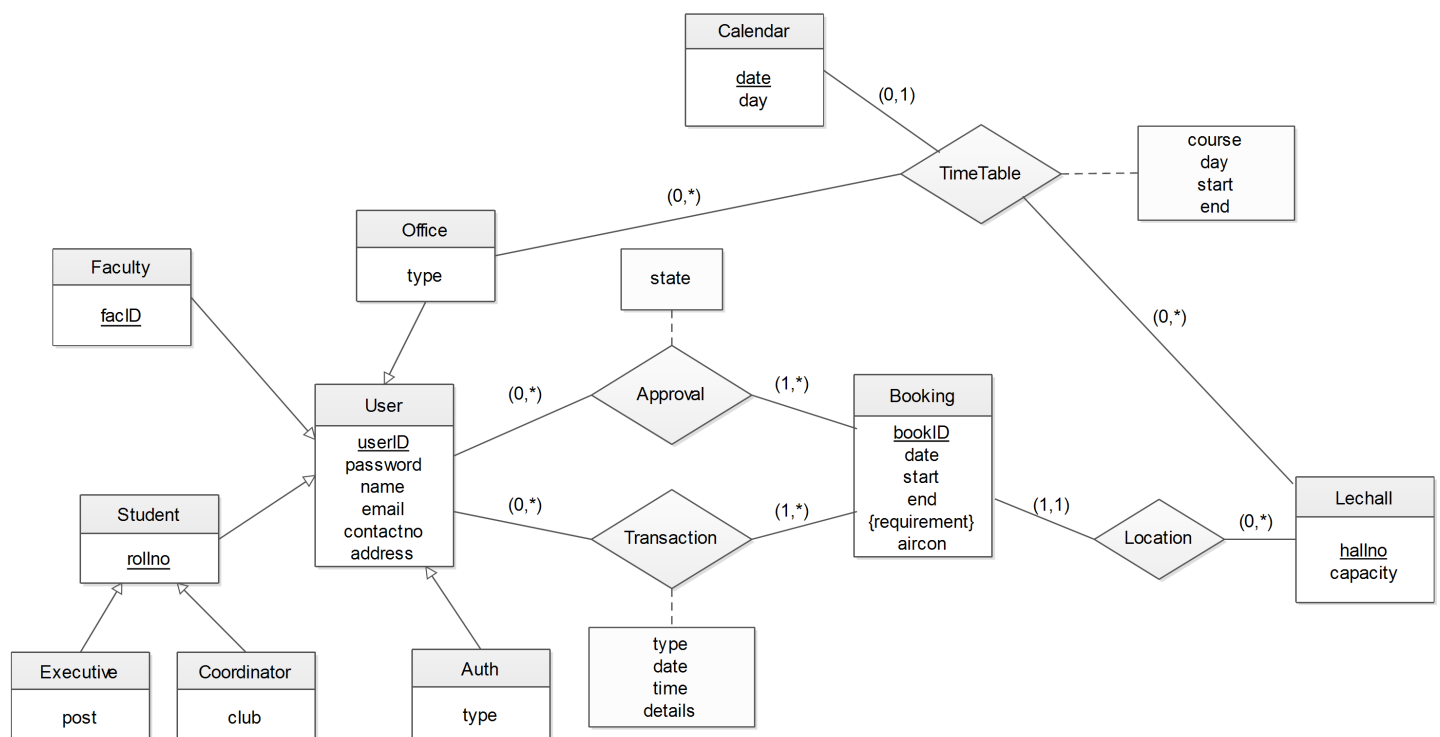 Calendar
date
day
(0,1)
TimeTable
course
day
start
end
(0,*)
Office
type
Faculty
facID
state
(0,*)
User
userID
password
name
email
contactno
address
(0,*)
Approval
(1,*)
Booking
bookID
date
start
end
{requirement}
aircon
(0,*)
Transaction
(1,*)
(1,1)
Location
(0,*)
Lechall
hallno
capacity
Student
rollno
type
date
time
details
Executive
post
Coordinator
club
Auth
type